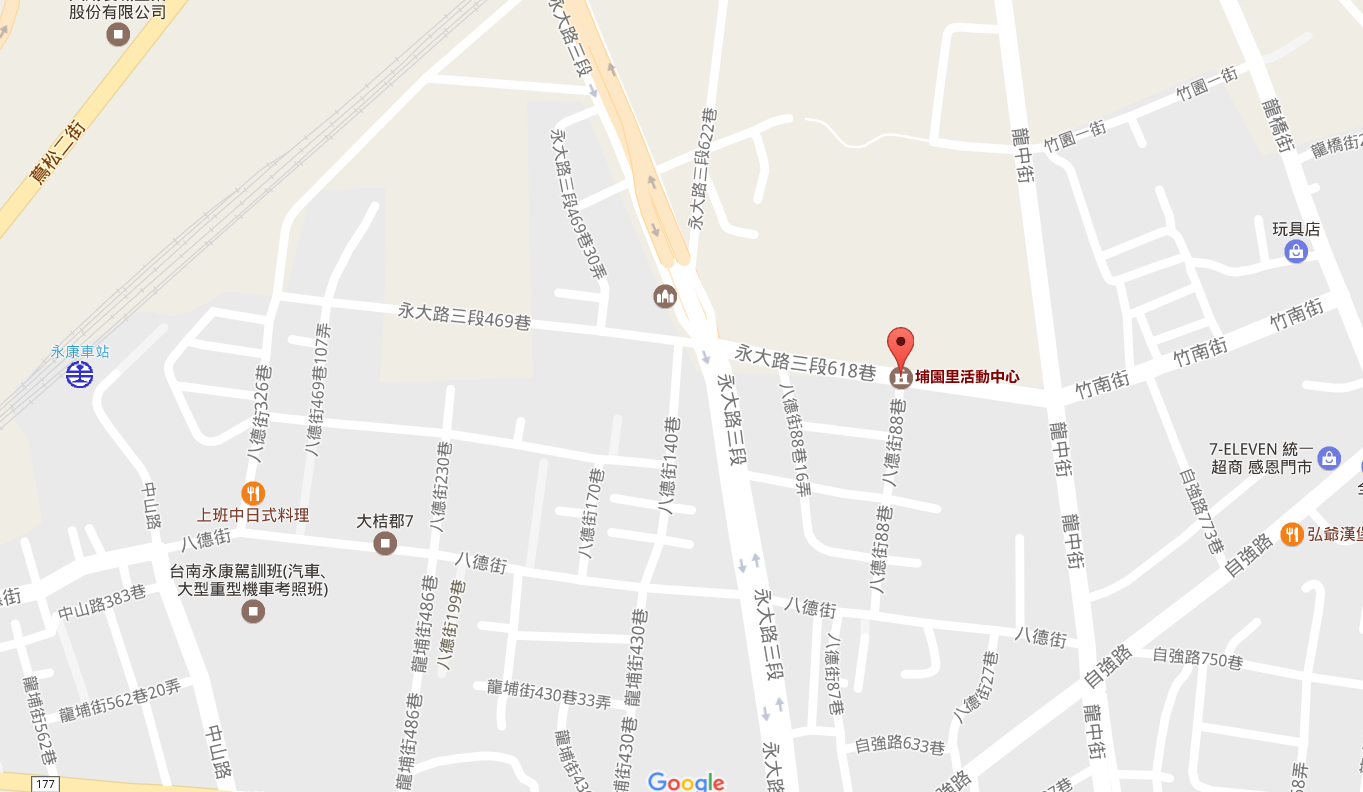 股份有限公司
蔦松二街
永大路三段
永大路三段622巷
竹園一街
龍橋街
龍中街
竹園一街
永大路三段469巷30弄
玩具店
永大路三段469巷
永康車站
八德街326巷
八德街469巷107弄
永大路三段618巷
埔園里活動中心
竹南街
竹南街
竹南街
永大路三段
八德街88巷16弄
八德街88巷
龍中街
八德街140巷
八德街230巷
7-ELEVEN 統一
超商 感恩門市
自強路773巷
中山路
上班中日式料理
八德街170巷
大桔郡7
八德街
八德街
八德街88巷
龍中街
自強路
弘爺漢堡
台南永康駕訓班(汽車、
大型重型機車考照班)
中山路383巷
龍埔街486巷
八德街199巷
龍埔街430巷
永大路三段
八德街
八德街
八德街87巷
自強路
自強路750巷
八德街27巷
龍埔街562巷
龍埔街562巷20弄
龍埔街430巷33弄
中山路
龍埔街486巷
龍中街
自強路633巷
177
Google